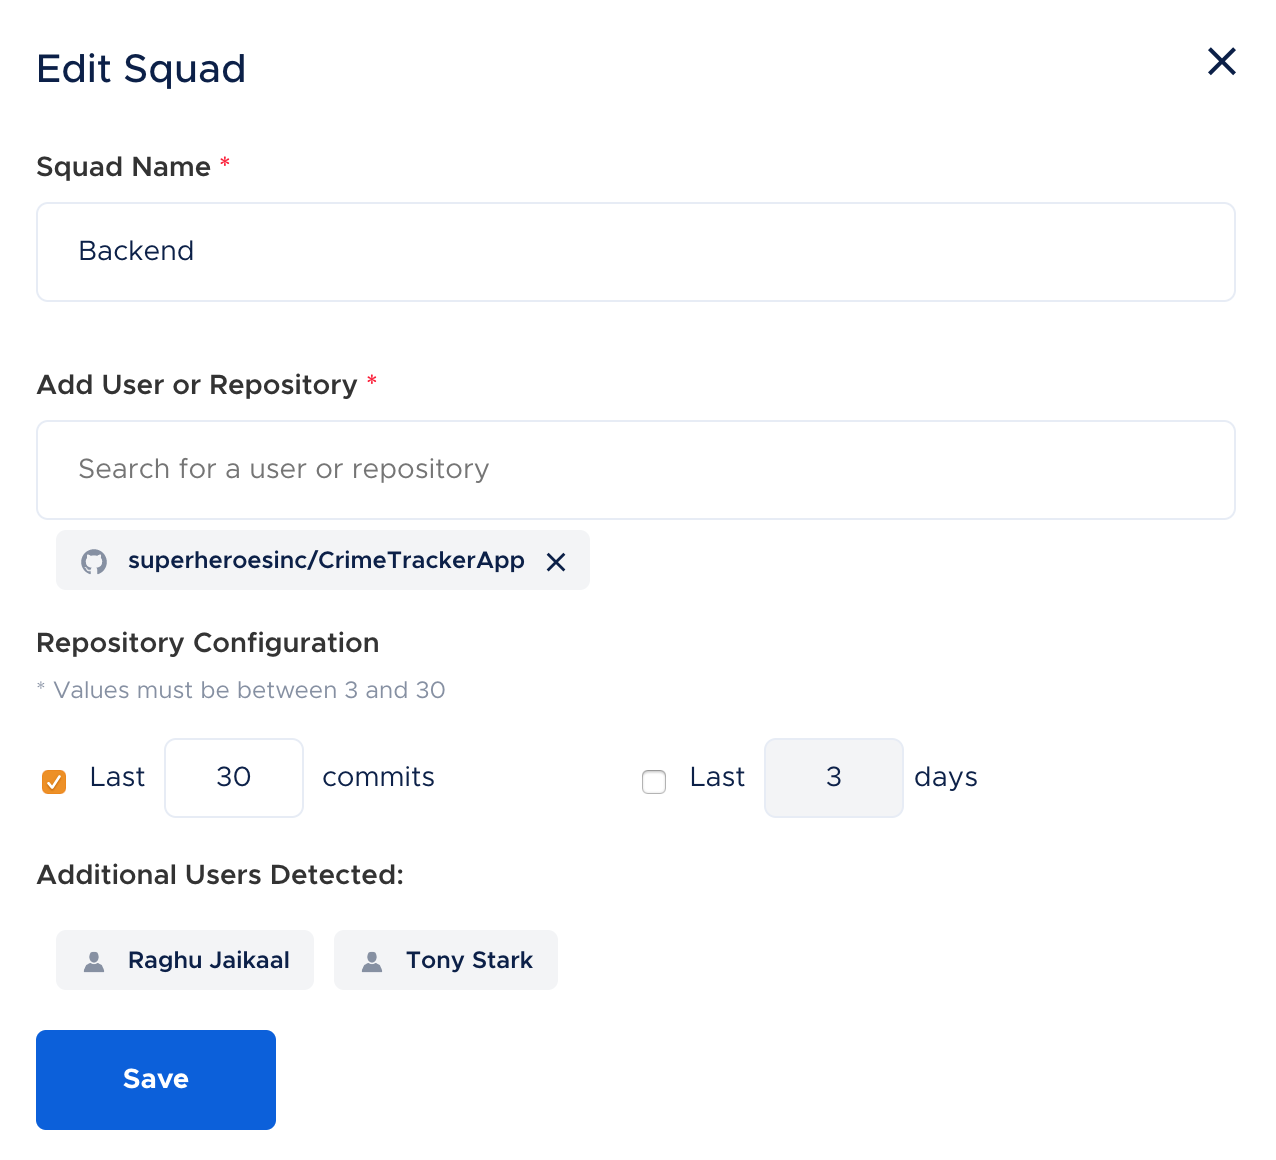 Edit Squad
Squad Name *
Backend
Add User or Repository *
Search for a user or repository
superheroesinc/CrimeTrackerApp
Repository Configuration
* Values must be between 3 and 30
Last 30 commits Last 3 days
Additional Users Detected:
Raghu Jaikaal Tony Stark
Save